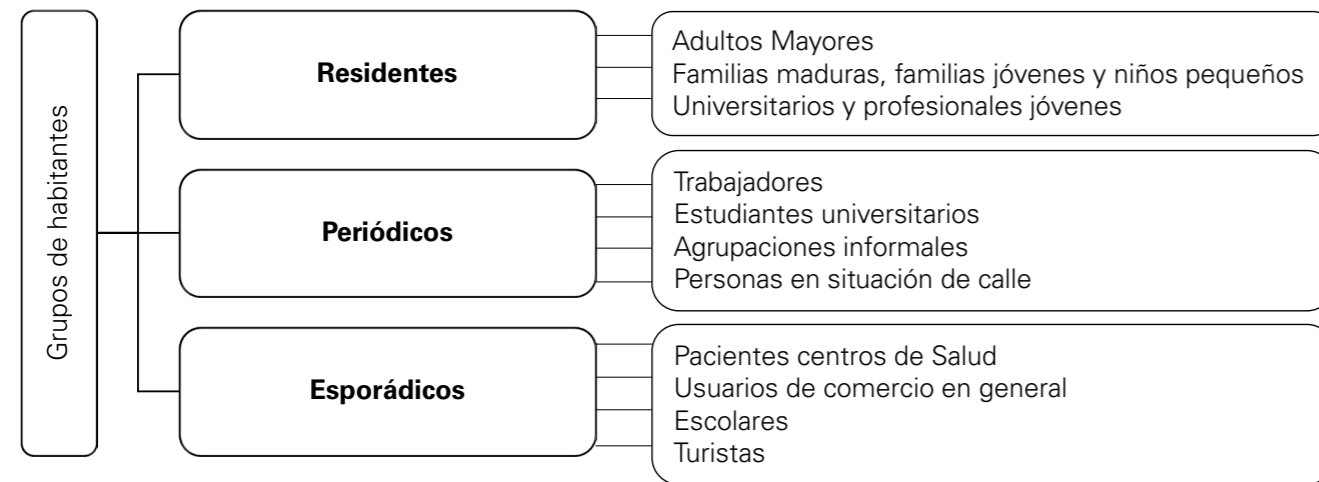 Grupos de habitantes
Residentes
Adultos Mayores
Familias maduras, familias jóvenes y niños pequeños
Universitarios y profesionales jóvenes
Periódicos
Trabajadores
Estudiantes universitarios
Agrupaciones informales
Personas en situación de calle
Esporádicos
Pacientes centros de Salud
Usuarios de comercio en general
Escolares
Turistas